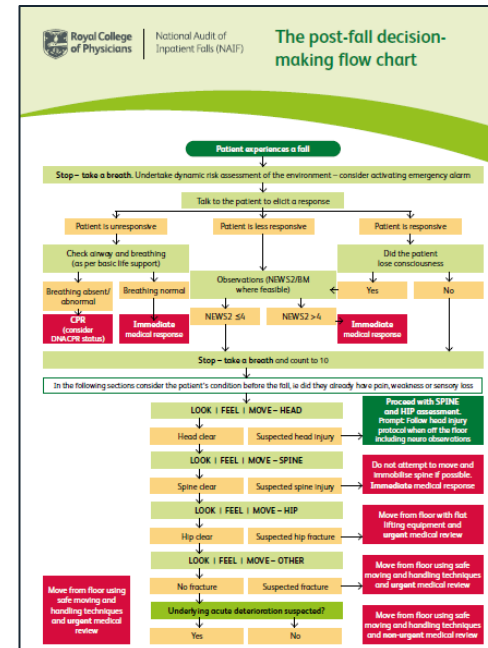 Royal College
of Physicians
National Audit of
Inpatient Falls (NAIF)
The post-fall decision-
making flow chart
Patient experiences a fall
Stop – take a breath. Undertake dynamic risk assessment of the environment – consider activating emergency alarm
Talk to the patient to elicit a response
Patient is unresponsive
Patient is less responsive
Patient is responsive
Check airway and breathing
(as per basic life support)
Did the patient
lose consciousness
Observations (NEWS2/BM
where feasible)
Breathing absent/
abnormal
Breathing normal
Yes
No
CPR
(consider
DNACPR status)
Immediate
medical response
NEWS2 ≤4
NEWS2 >4
Immediate
medical response
Stop – take a breath and count to 10
In the following sections consider the patient's condition before the fall, ie did they already have pain, weakness or sensory loss
LOOK | FEEL | MOVE – HEAD
Head clear
Suspected head injury
Proceed with SPINE
and HIP assessment.
Prompt: Follow head injury
protocol when off the floor
including neuro observations
LOOK | FEEL | MOVE – SPINE
Spine clear
Suspected spine injury
Do not attempt to move and
immobilise spine if possible.
Immediate medical response
LOOK | FEEL | MOVE – HIP
Hip clear
Suspected hip fracture
Move from floor with flat
lifting equipment and
urgent medical review
LOOK | FEEL | MOVE – OTHER
No fracture
Suspected fracture
Move from floor using safe
moving and handling techniques
and urgent medical review
Underlying acute deterioration suspected?
Yes
No
Move from floor using
safe moving and
handling techniques
and urgent medical
review
Move from floor using safe
moving and handling techniques
and non-urgent medical review